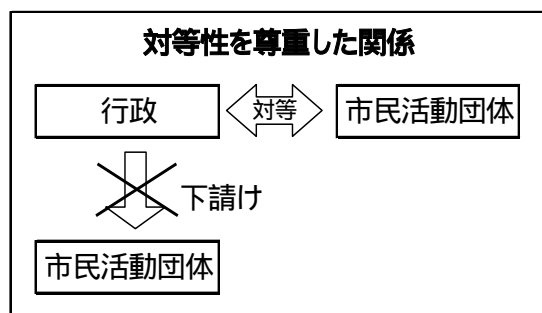 対等性を尊重した関係
行政
対等
市民活動団体
下請け
市民活動団体